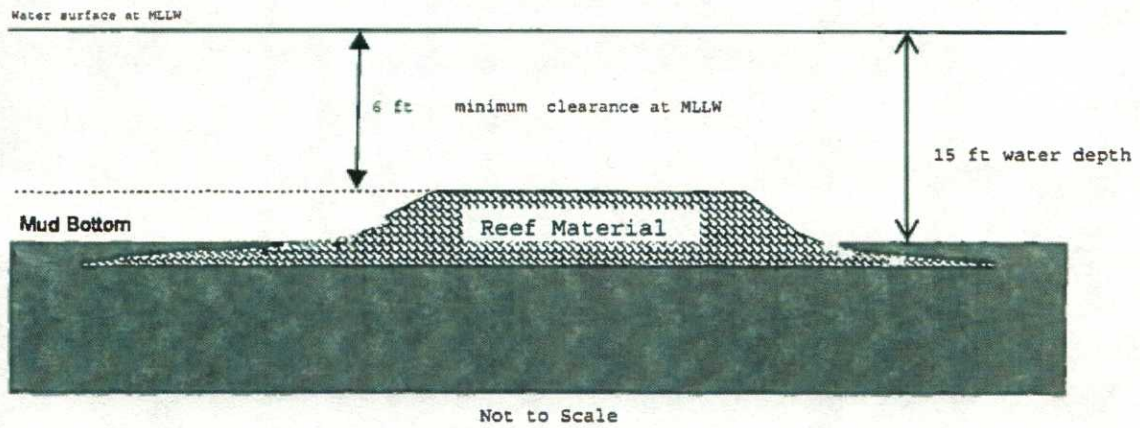 Water surface at MLLW
6 ft minimum clearance at MLLW
15 ft water depth
Mud Bottom
Reef Material
Not to Scale